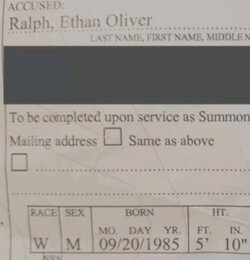 ACCUSED:
Ralph, Ethan Oliver
LAST NAME, FIRST NAME, MIDDLE
To be completed upon service as Summon
Mailing address ☐ Same as above
☐
RACE SEX BORN HT.
MO. DAY YR. FT. IN.
W M 09/20/1985 5' 10"